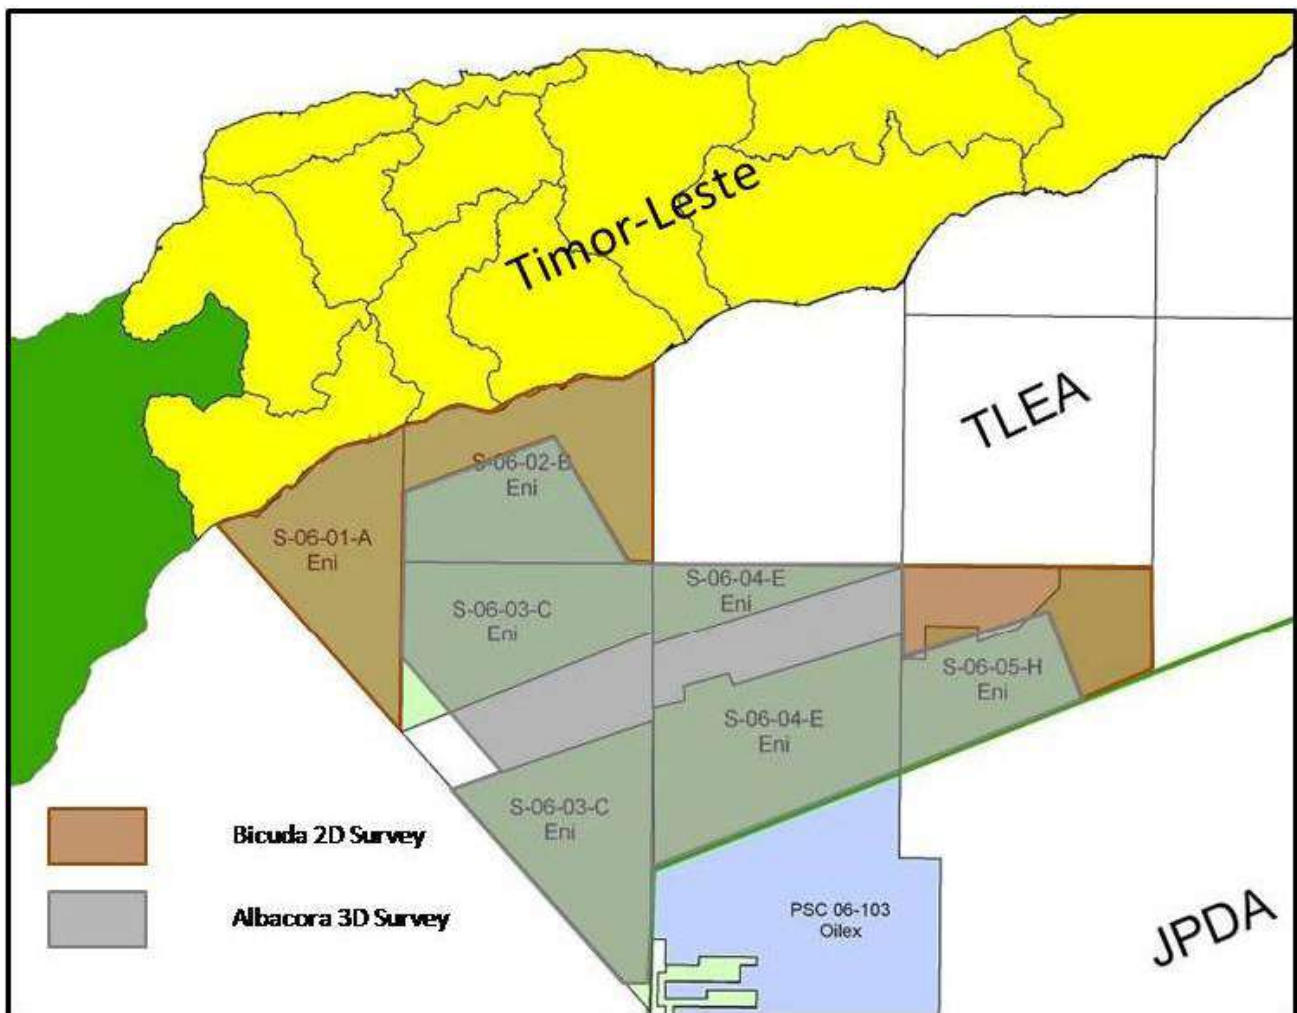 Timor-Leste
TLEA
S-06-02-B
Eni
S-06-01-A
Eni
S-06-04-E
Eni
S-06-03-C
Eni
S-06-05-H
Eni
S-06-04-E
Eni
S-06-03-C
Eni
Bicuda 2D Survey
Albacora 3D Survey
PSC 06-103
Oilex
JPDA